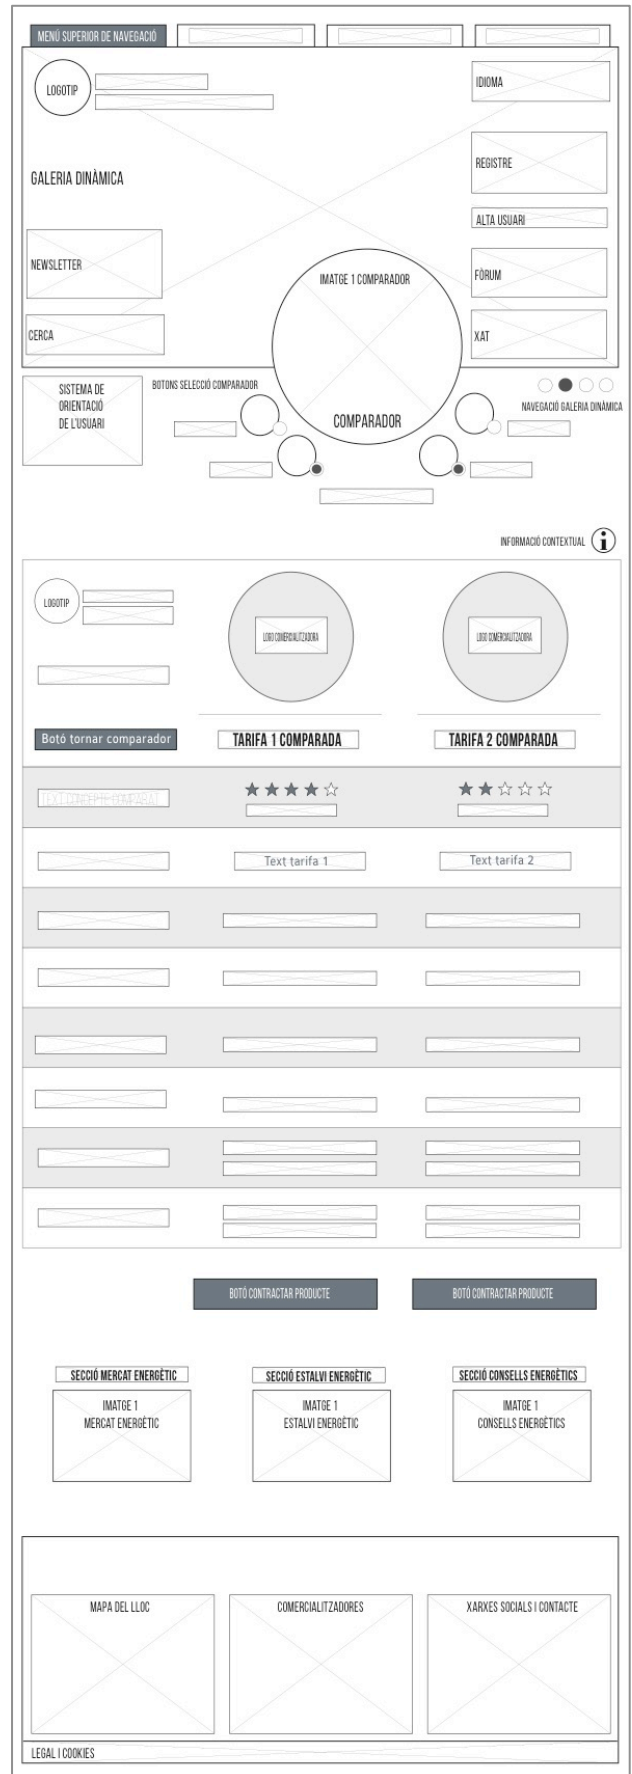 MENÚ SUPERIOR DE NAVEGACIÓ
LOGOTIP
IDIOMA
REGISTRE
GALERIA DINÀMICA
ALTA USUARI
NEWSLETTER
FÒRUM
IMATGE 1 COMPARADOR
CERCA
XAT
SISTEMA DE
ORIENTACIÓ
DE L'USUARI
BOTONS SELECCIÓ COMPARADOR
COMPARADOR
NAVEGACIÓ GALERIA DINÀMICA
INFORMACIÓ CONTEXTUAL
LOGOTIP
LOGO COMERCIALITZADORA
LOGO COMERCIALITZADORA
Botó tornar comparador
TARIFA 1 COMPARADA
TARIFA 2 COMPARADA
TEXT CONCEPTE COMPARAT
Text tarifa 1
Text tarifa 2
BOTÓ CONTRACTAR PRODUCTE
BOTÓ CONTRACTAR PRODUCTE
SECCIÓ MERCAT ENERGÈTIC
SECCIÓ ESTALVI ENERGÈTIC
SECCIÓ CONSELLS ENERGÈTICS
IMATGE 1
MERCAT ENERGÈTIC
IMATGE 1
ESTALVI ENERGÈTIC
IMATGE 1
CONSELLS ENERGÈTICS
MAPA DEL LLOC
COMERCIALITZADORES
XARXES SOCIALS I CONTACTE
LEGAL I COOKIES